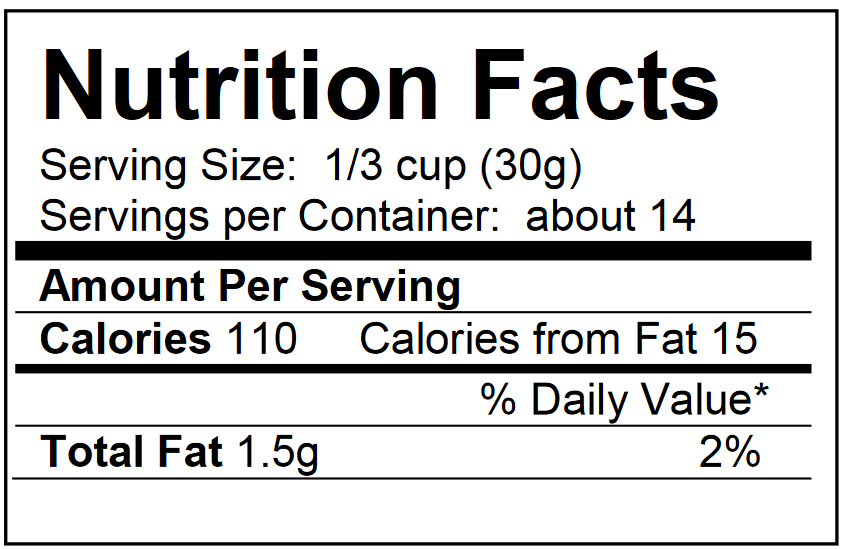 Nutrition Facts
Serving Size: 1/3 cup (30g)
Servings per Container: about 14
Amount Per Serving
Calories 110 Calories from Fat 15
% Daily Value*
Total Fat 1.5g 2%